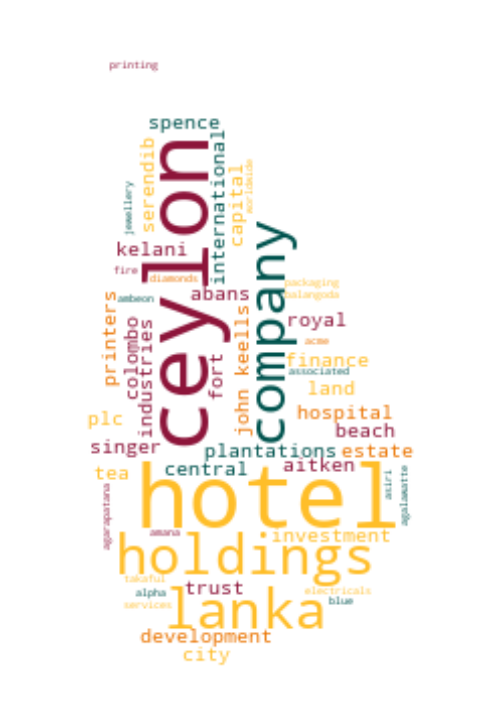 printing
spence
serendib
ceylon
international
capital
worldwide
jewellery
kelani
company
fire
diamonds
packaging
balangoda
printers
ambeon
abans
colombo
industries
fort
john keells
royal
acme
finance
associated
land
plc
hospital
beach
singer
plantations
estate
tea
central
aitken
hotel
asiri
agalawatte
agarapatana
amana
investment
holdings
takaful
alpha
trust
electricals
services
lanka
blue
development
city